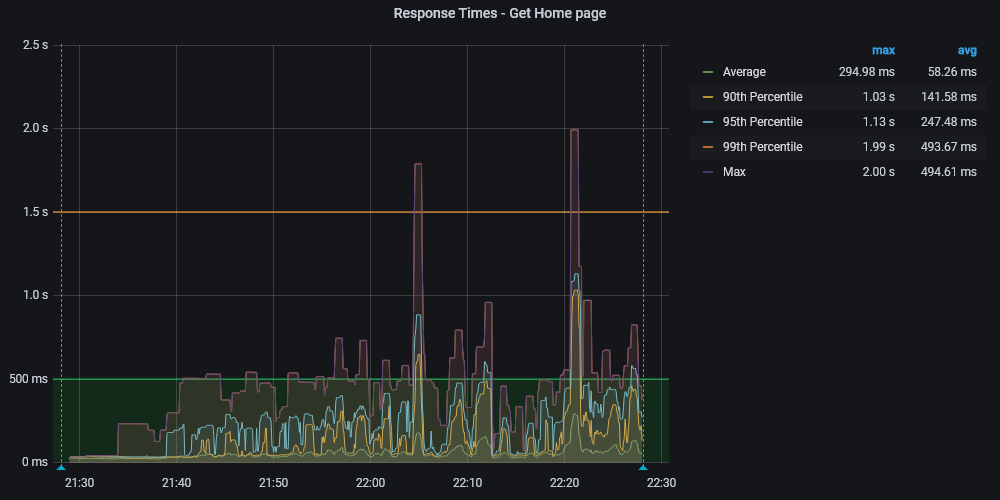 Response Times - Get Home page
2.5 s
2.0 s
1.5 s
1.0 s
500 ms
0 ms
21:30 21:40 21:50 22:00 22:10 22:20 22:30
max avg
Average 294.98 ms 58.26 ms
90th Percentile 1.03 s 141.58 ms
95th Percentile 1.13 s 247.48 ms
99th Percentile 1.99 s 493.67 ms
Max 2.00 s 494.61 ms